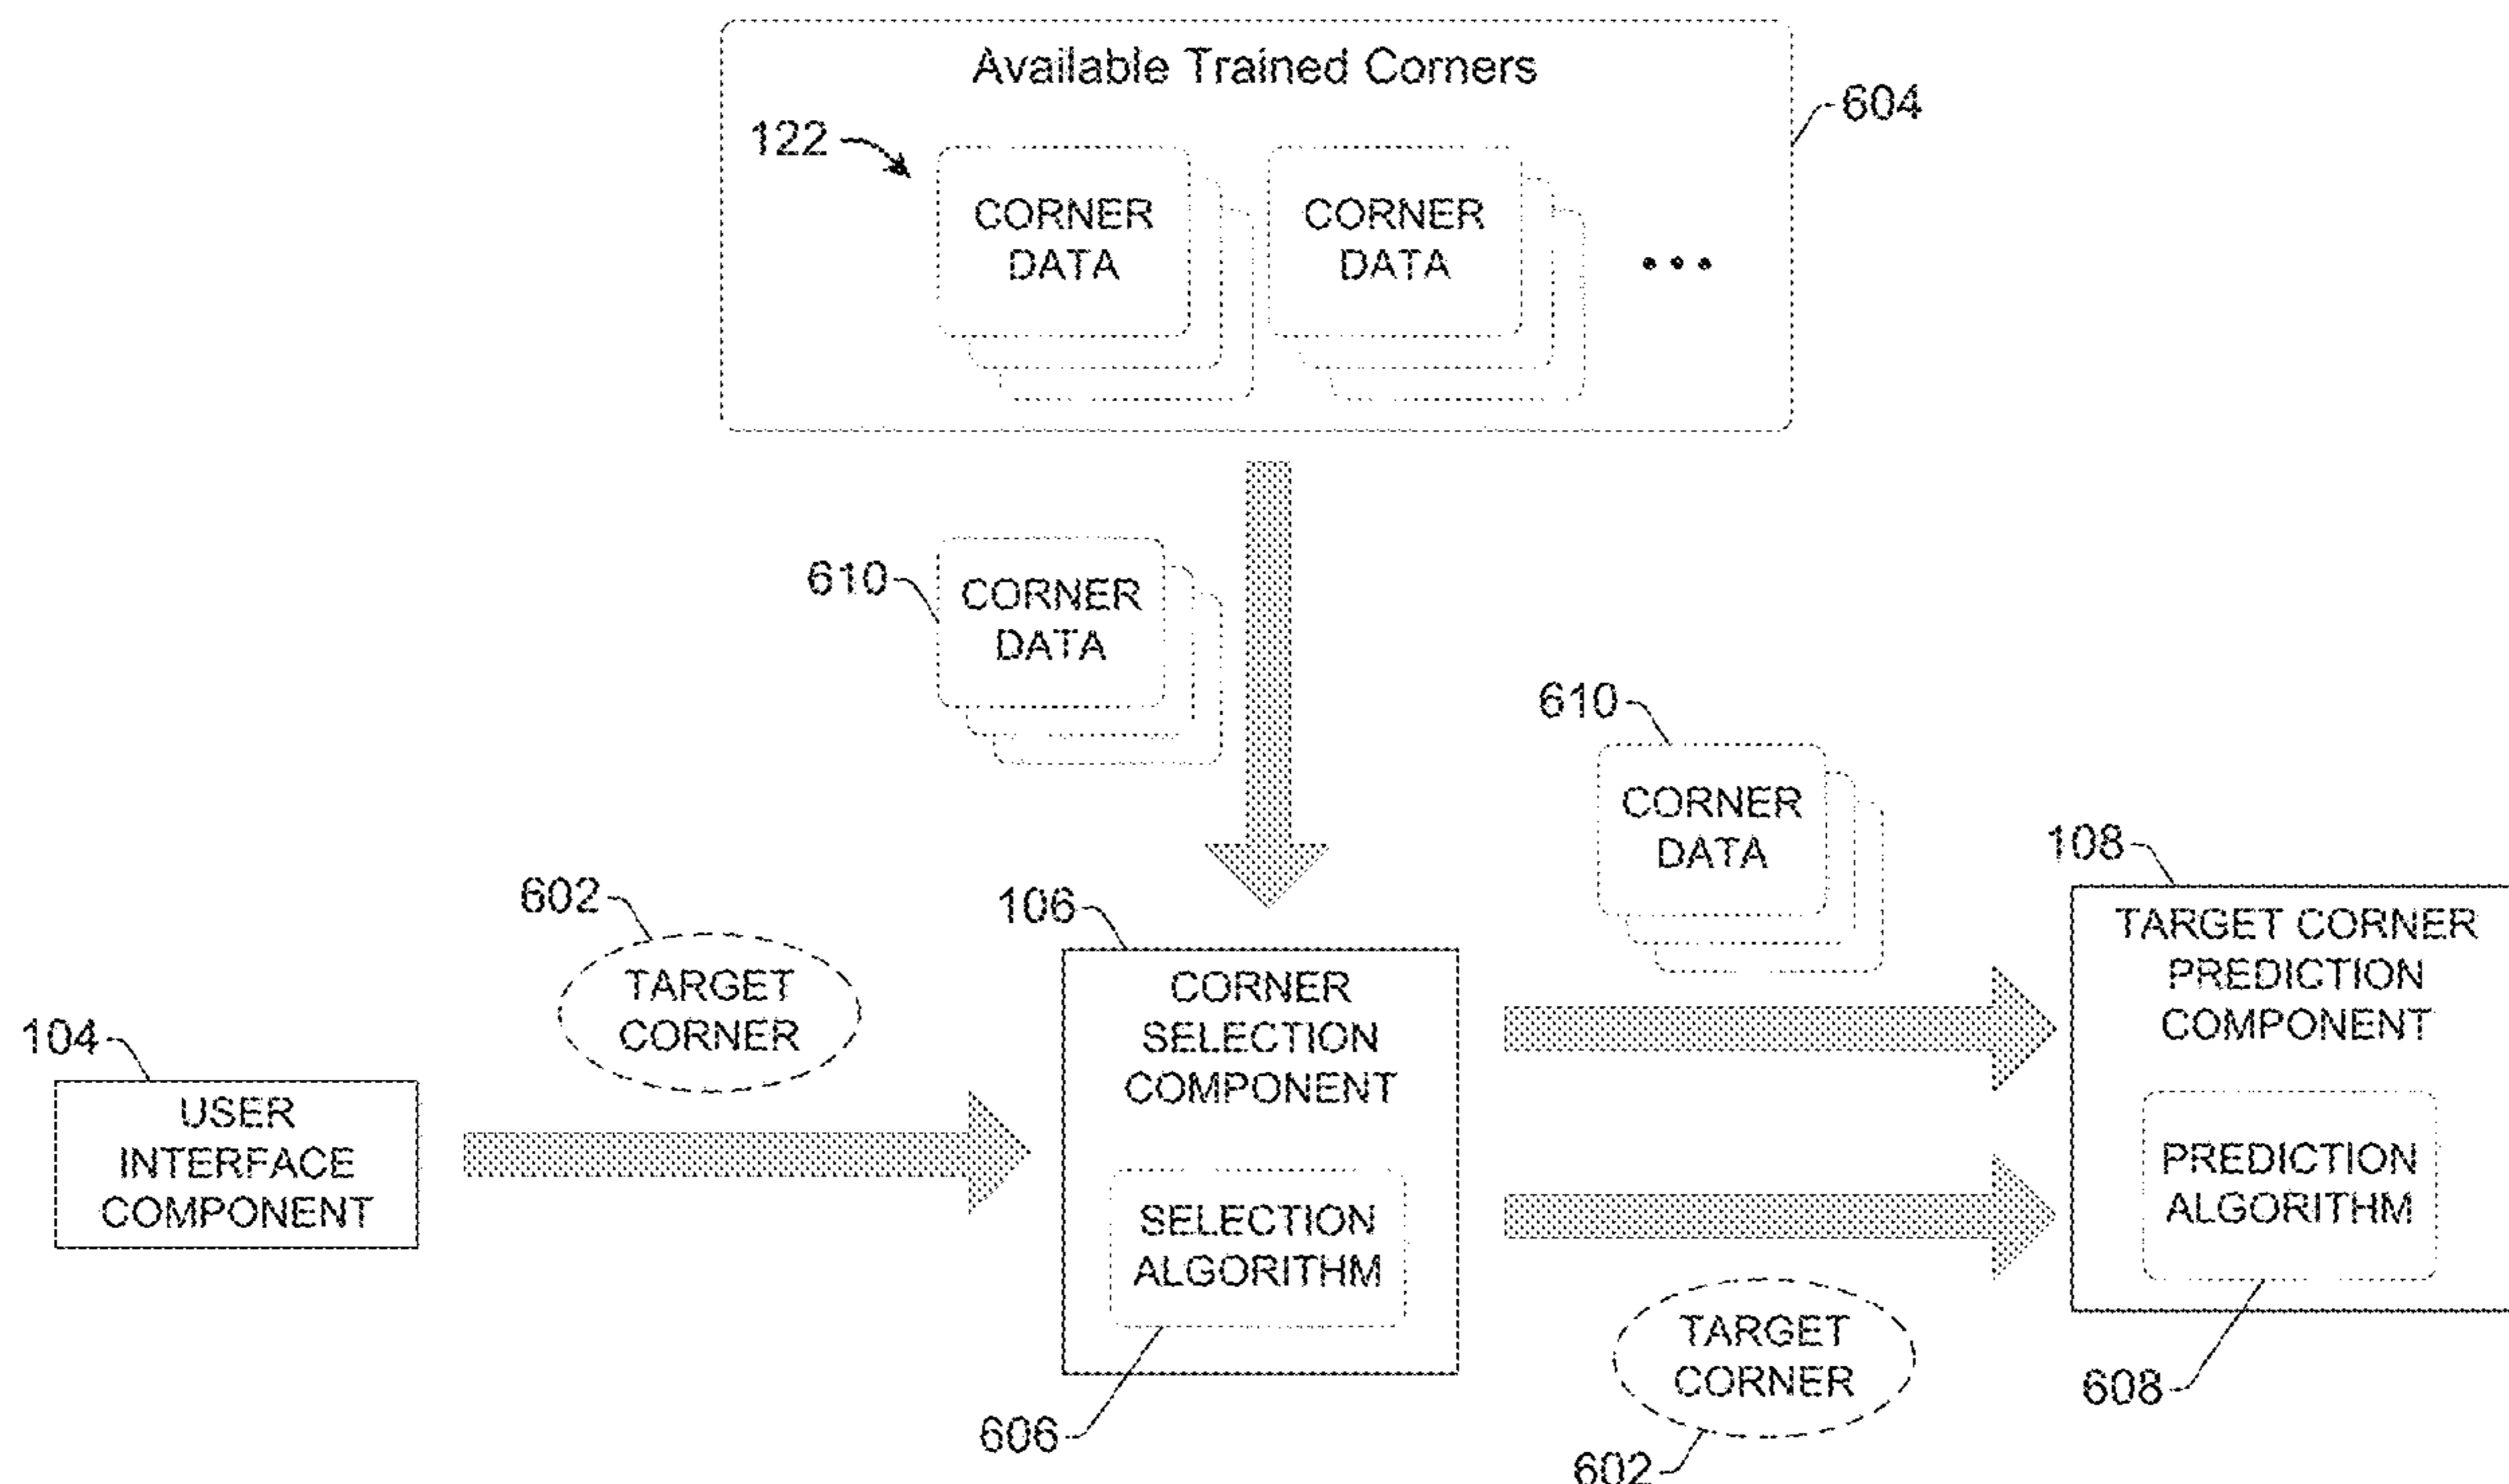 Available Trained Corners
604
122
CORNER
DATA
CORNER
DATA
...
610
CORNER
DATA
610
CORNER
DATA
108
TARGET CORNER
PREDICTION
COMPONENT
PREDICTION
ALGORITHM
608
602
TARGET
CORNER
106
CORNER
SELECTION
COMPONENT
SELECTION
ALGORITHM
606
104
USER
INTERFACE
COMPONENT
TARGET
CORNER
602